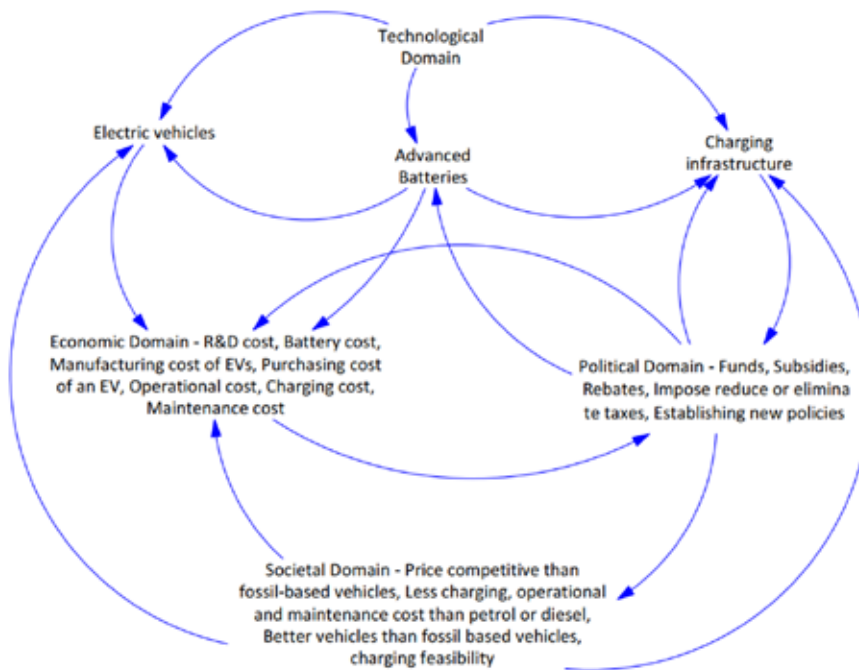 Technological
Domain
Electric vehicles
Advanced
Batteries
Charging
infrastructure
Economic Domain - R&D cost, Battery cost,
Manufacturing cost of EVs, Purchasing cost
of an EV, Operational cost, Charging cost,
Maintenance cost
Political Domain - Funds, Subsidies,
Rebates, Impose reduce or elimina
te taxes, Establishing new policies
Societal Domain - Price competitive than
fossil-based vehicles, Less charging, operational
and maintenance cost than petrol or diesel,
Better vehicles than fossil based vehicles,
charging feasibility